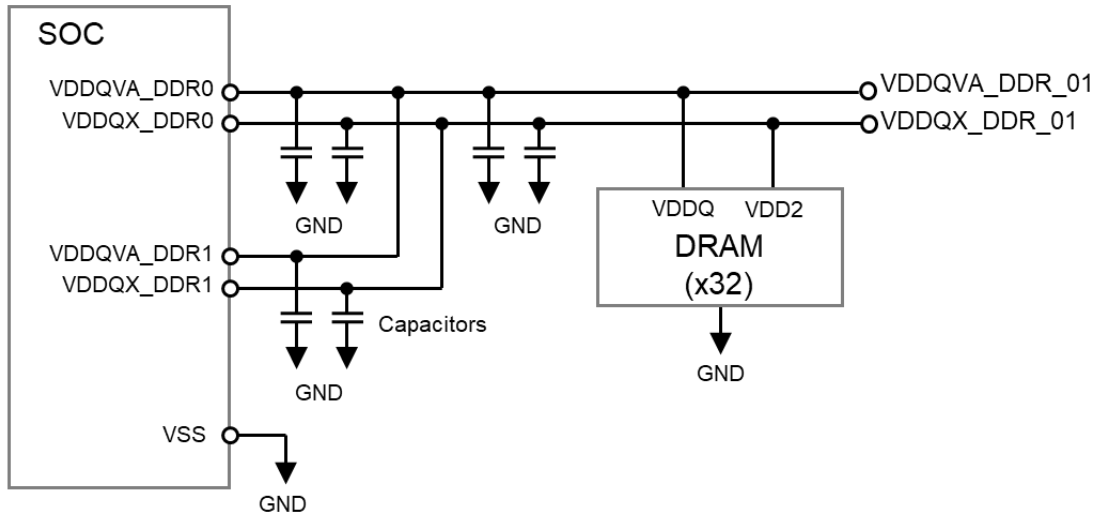 SOC
VDDQVA_DDR0
VDDQX_DDR0
VDDQVA_DDR_01
VDDQX_DDR_01
GND
GND
VDDQ
VDD2
DRAM
(x32)
VDDQVA_DDR1
VDDQX_DDR1
Capacitors
GND
GND
VSS
GND